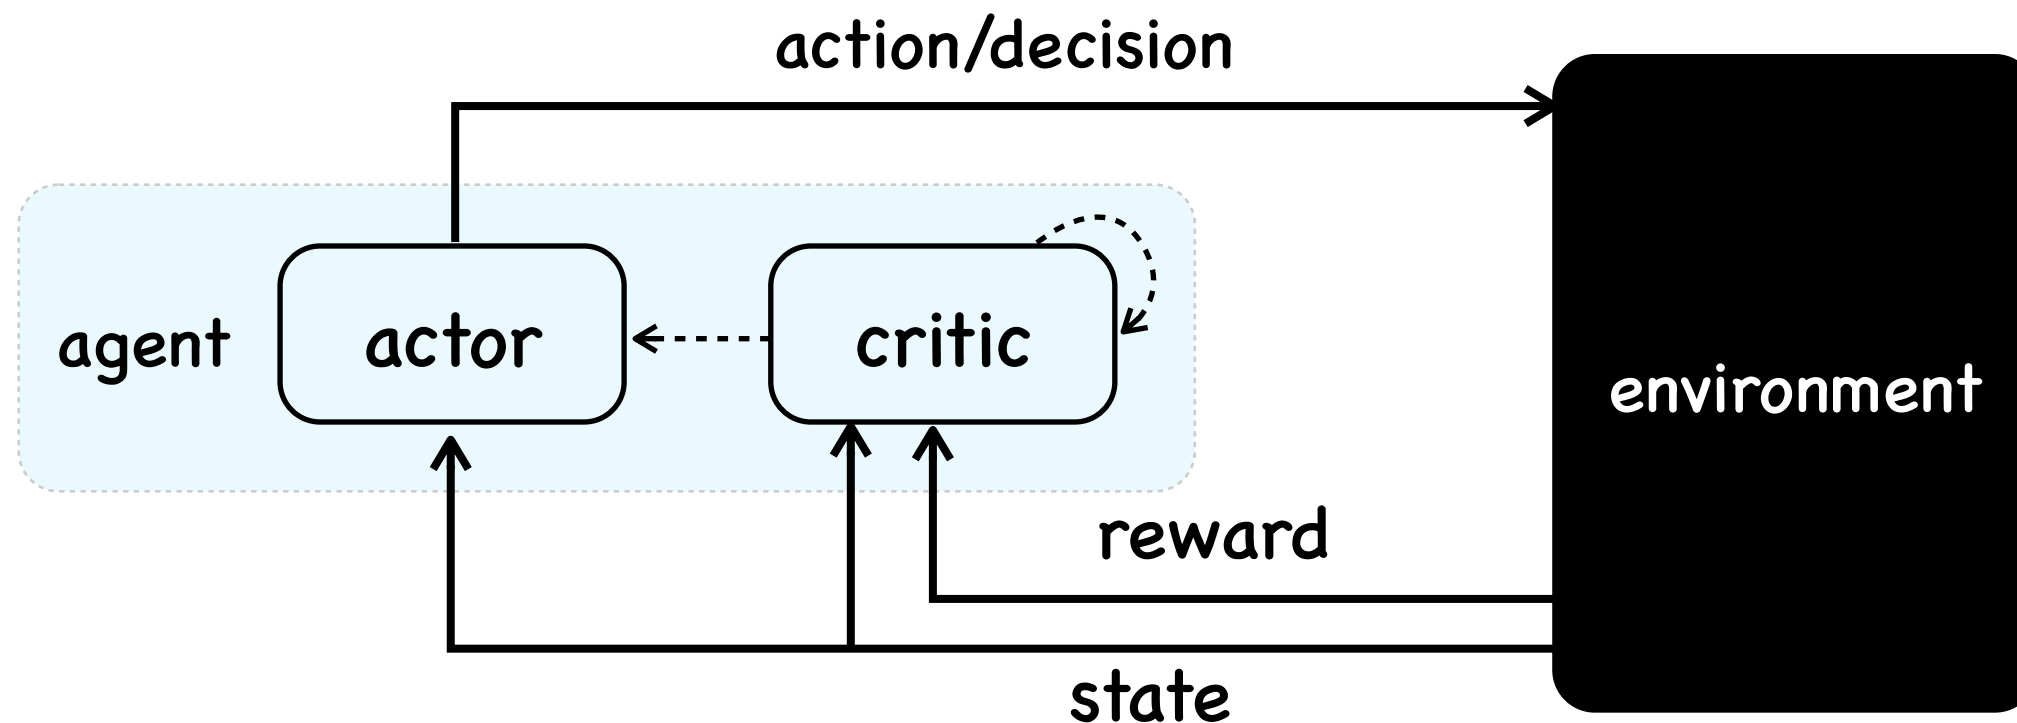 action/decision
agent
actor
critic
environment
reward
state